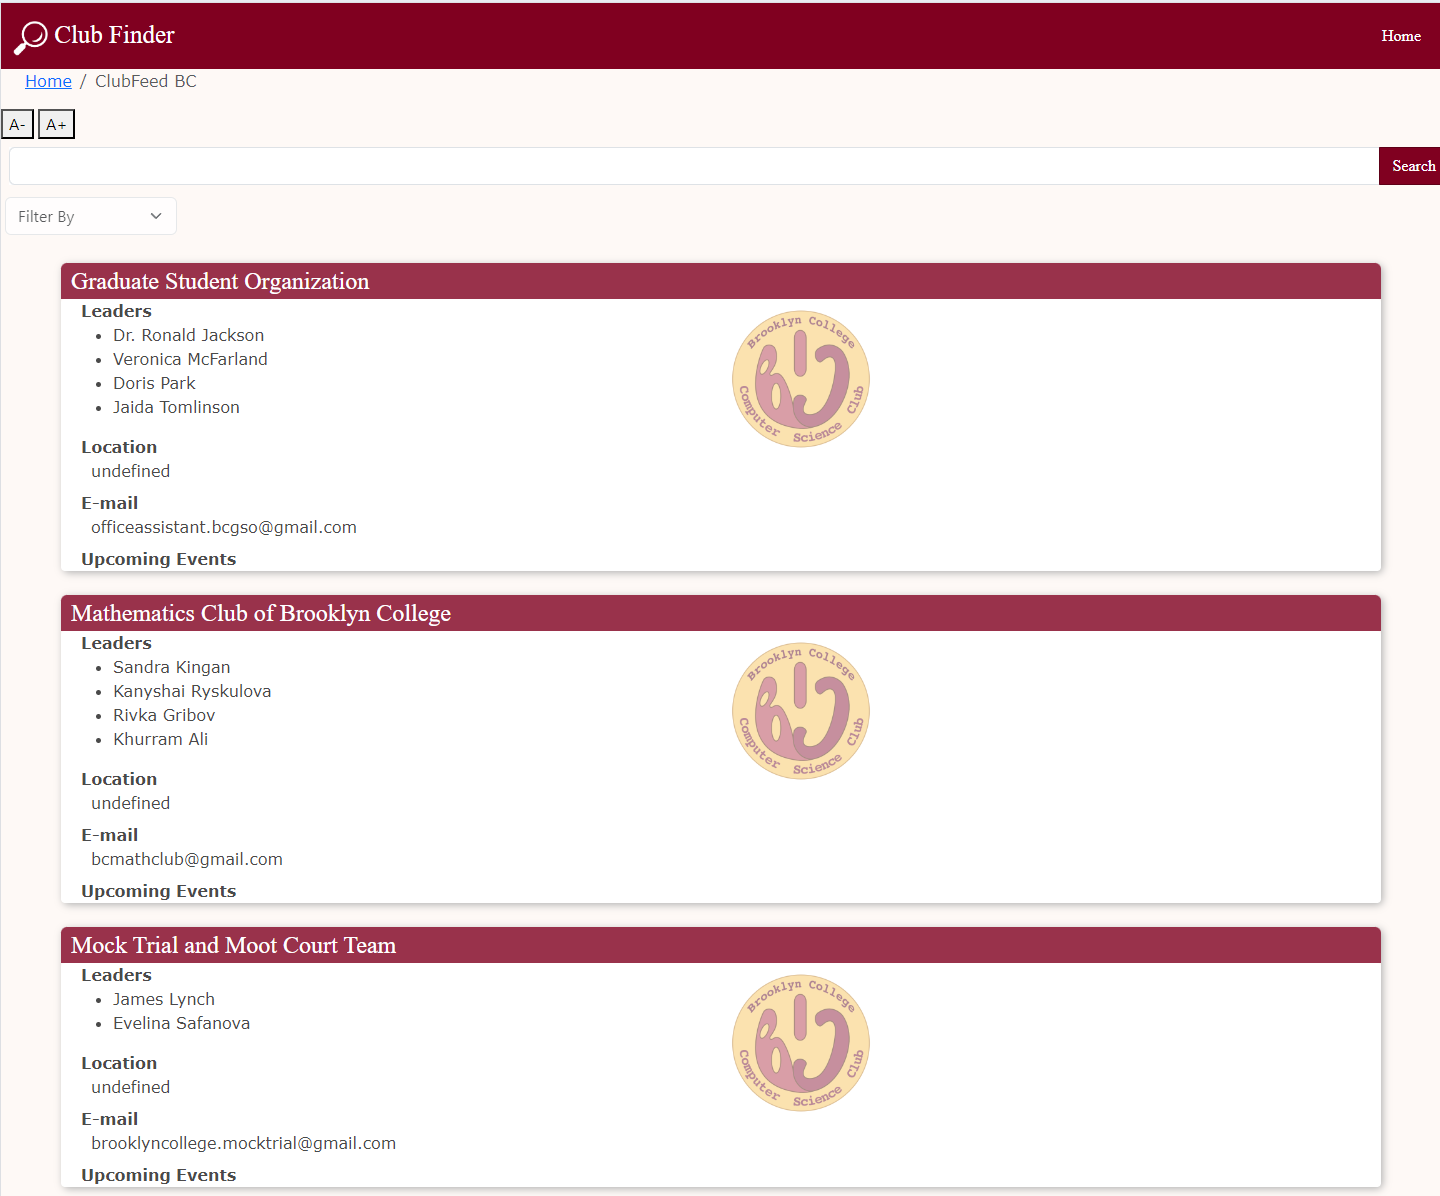 Club Finder
Home
Home / ClubFeed BC
A- A+
Search
Filter By
Graduate Student Organization
Leaders
• Dr. Ronald Jackson
• Veronica McFarland
• Doris Park
• Jaida Tomlinson
Brooklyn College
Computer Science Club
Location
undefined
E-mail
officeassistant.bcgso@gmail.com
Upcoming Events
Mathematics Club of Brooklyn College
Leaders
• Sandra Kingan
• Kanyshai Ryskulova
• Rivka Gribov
• Khurram Ali
Brooklyn College
Computer Science Club
Location
undefined
E-mail
bcmathclub@gmail.com
Upcoming Events
Mock Trial and Moot Court Team
Leaders
• James Lynch
• Evelina Safanova
Brooklyn College
Computer Science Club
Location
undefined
E-mail
brooklyncollege.mocktrial@gmail.com
Upcoming Events